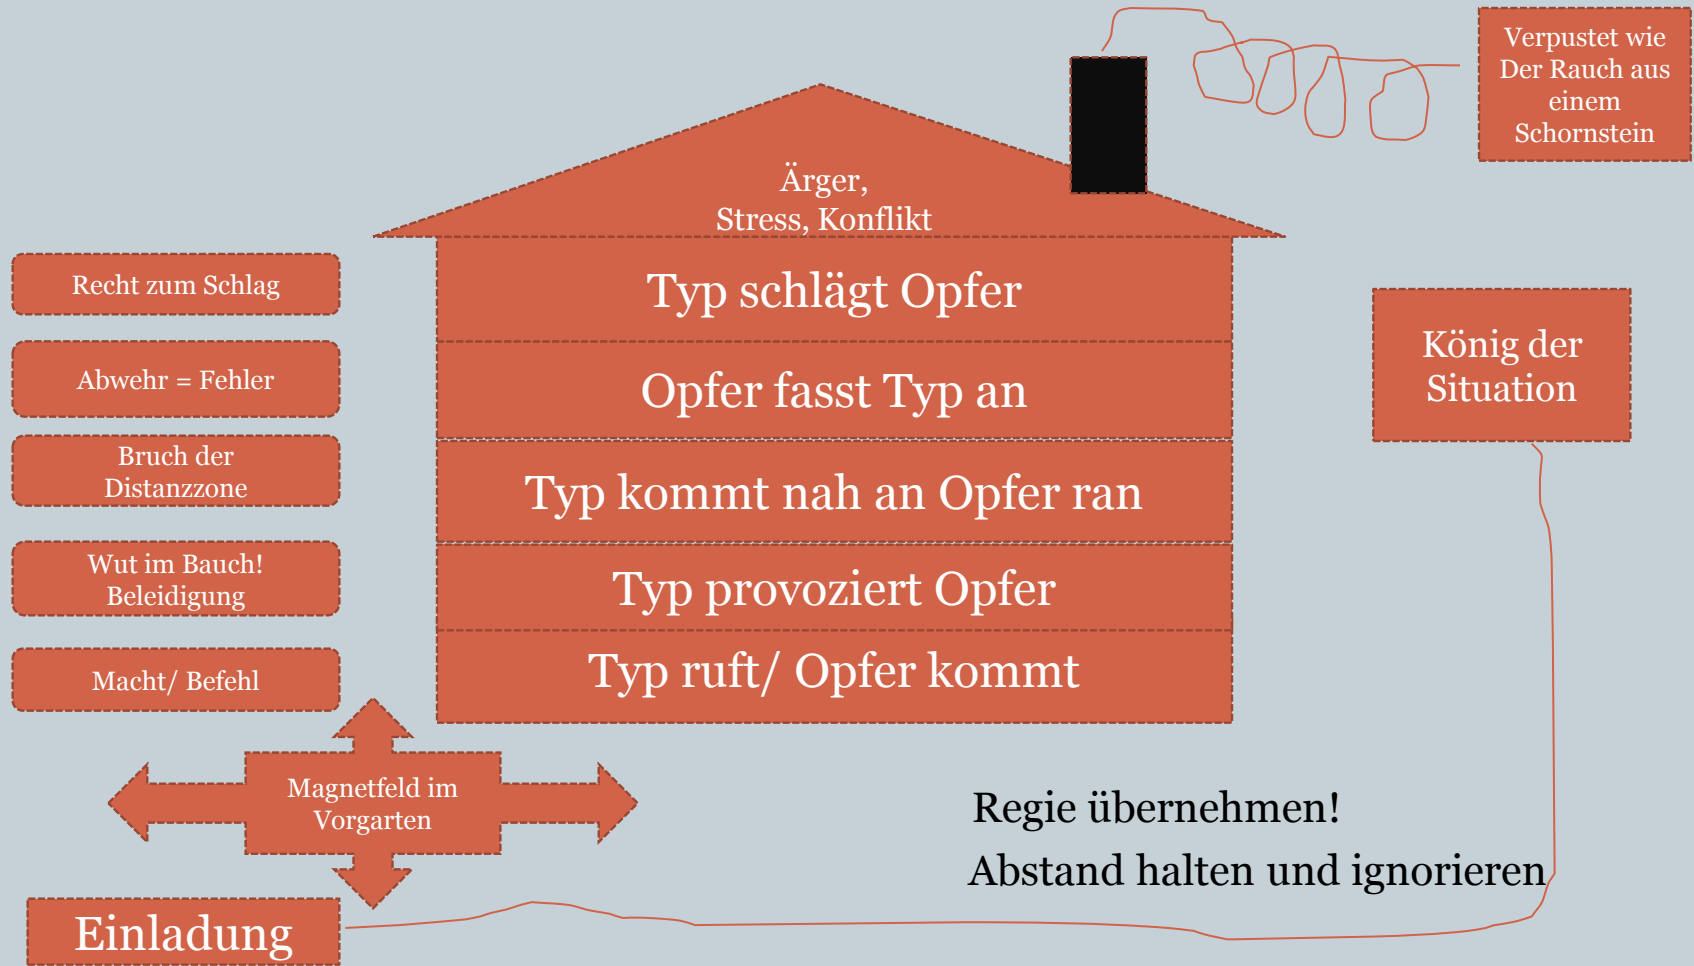 Verpustet wie
Der Rauch aus
einem
Schornstein
Ärger,
Stress, Konflikt
Recht zum Schlag
Typ schlägt Opfer
König der
Situation
Abwehr = Fehler
Opfer fasst Typ an
Bruch der
Distanzzone
Typ kommt nah an Opfer ran
Wut im Bauch!
Beleidigung
Typ provoziert Opfer
Macht/ Befehl
Typ ruft/ Opfer kommt
Magnetfeld im
Vorgarten
Regie übernehmen!
Abstand halten und ignorieren
Einladung